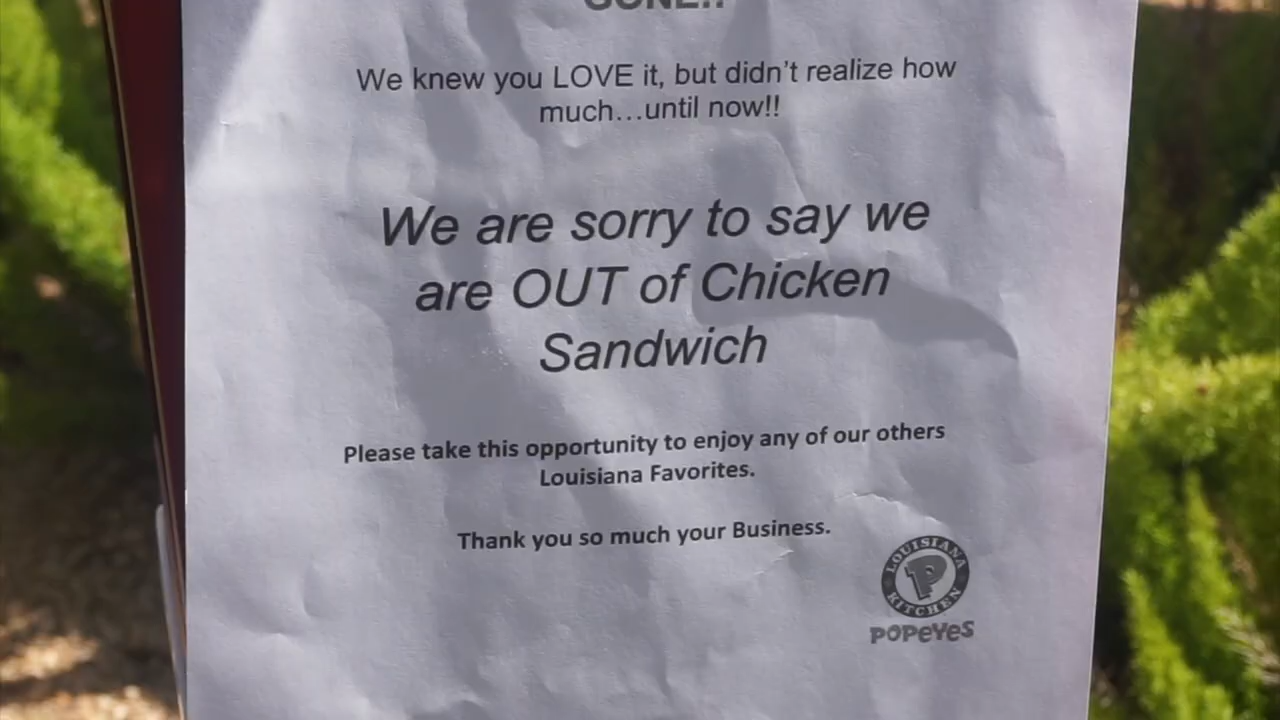 GONE!!
We knew you LOVE it, but didn't realize how
much...until now!!
We are sorry to say we
are OUT of Chicken
Sandwich
Please take this opportunity to enjoy any of our others
Louisiana Favorites.
Thank you so much your Business.
LOUISIANA
P
KITCHEN
POPEYES